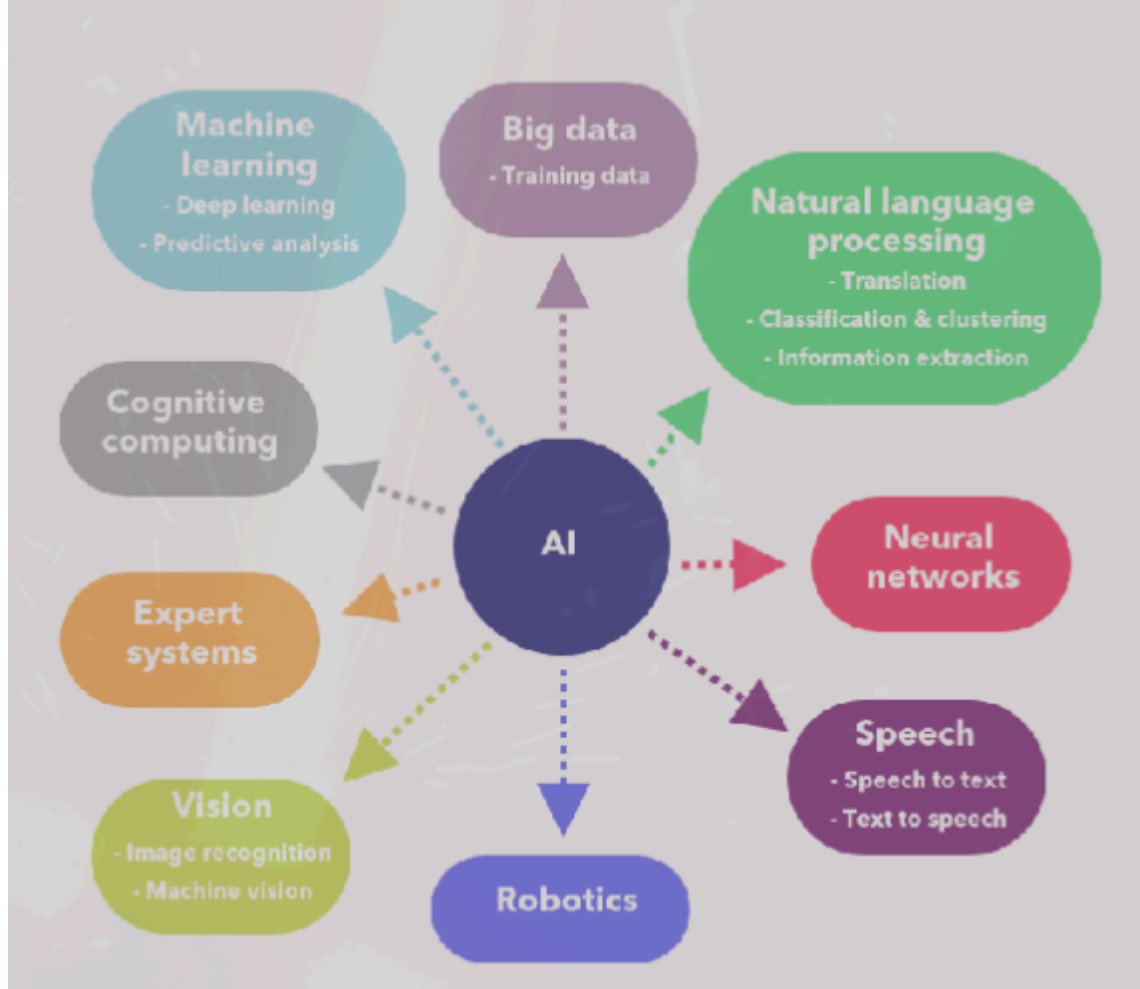 Machine
learning
- Deep learning
- Predictive analysis
Big data
- Training data
Natural language
processing
- Translation
- Classification & clustering
- Information extraction
Cognitive
computing
AI
Neural
networks
Expert
systems
Speech
- Speech to text
- Text to speech
Vision
- Image recognition
- Machine vision
Robotics